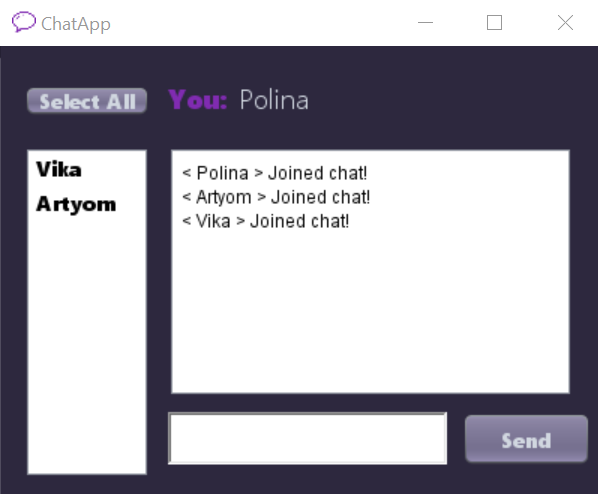 ChatApp
Select All
You: Polina
Vika
Artyom
< Polina > Joined chat!
< Artyom > Joined chat!
< Vika > Joined chat!
Send